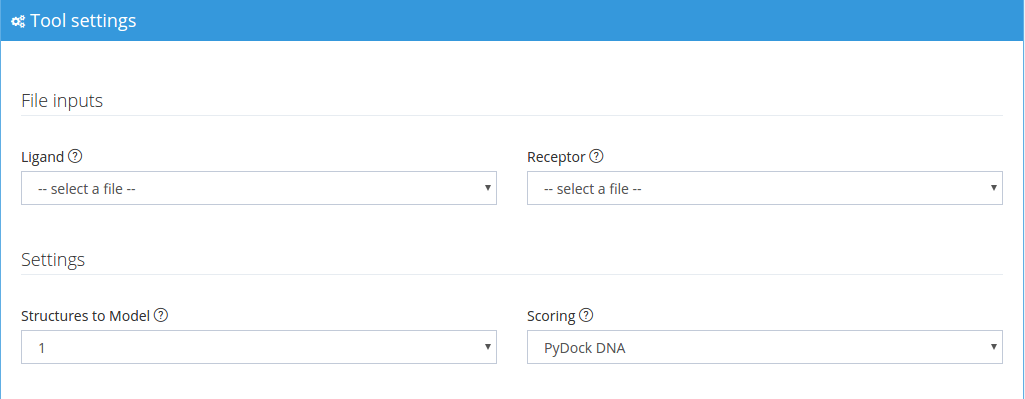 Tool settings
File inputs
Ligand ?
Receptor ?
-- select a file --
-- select a file --
Settings
Structures to Model ?
Scoring ?
1
PyDock DNA